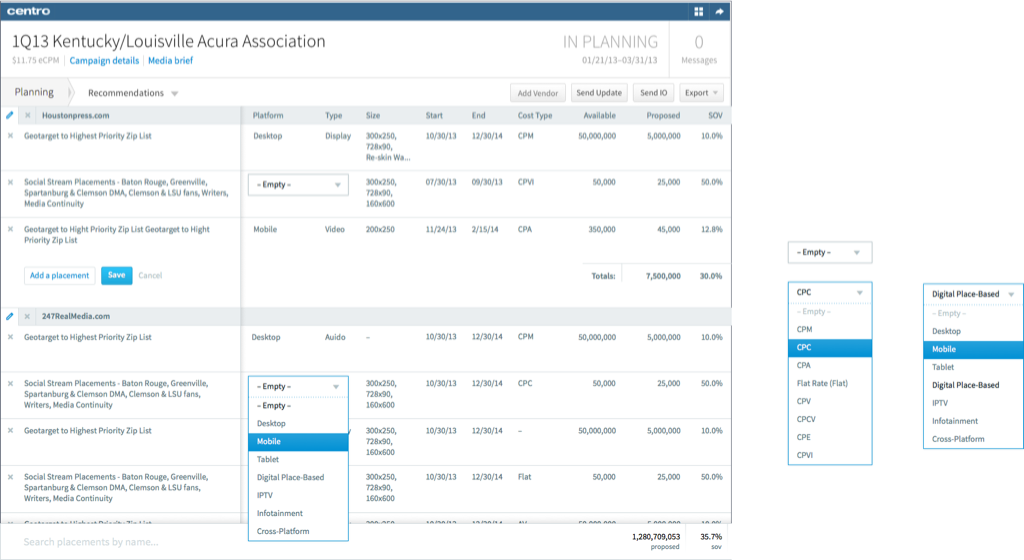 centro
1Q13 Kentucky/Louisville Acura Association
IN PLANNING
0
$11.75 eCPM | Campaign details | Media brief
01/21/13–03/31/13
Messages
Planning
Recommendations
Add Vendor
Send Update
Send IO
Export
Houstonpress.com Platform Type Size Start End Cost Type Available Proposed SOV
Geotarget to Highest Priority Zip List Desktop Display 300x250, 10/30/13 12/30/14 CPM 50,000,000 5,000,000 10.0%
728x90,
Re-skin Wa...
Social Stream Placements - Baton Rouge, Greenville, - Empty - 300x250, 07/30/13 09/30/13 CPVI 50,000 25,000 50.0%
Spartanburg & Clemson DMA, Clemson & LSU fans, Writers, 728x90,
Media Continuity 160x600
Geotarget to Hight Priority Zip List Geotarget to Hight Mobile Video 200x250 11/24/13 2/15/14 CPA 350,000 45,000 12.8%
Priority Zip List
Add a placement Save Cancel Totals: 7,500,000 30.0%
247RealMedia.com
Geotarget to Highest Priority Zip List Desktop Auido – 10/30/13 12/30/14 CPM 50,000,000 5,000,000 10.0%
Social Stream Placements - Baton Rouge, Greenville, 300x250, 10/30/13 12/30/14 CPC 50,000 25,000 50.0%
Spartanburg & Clemson DMA, Clemson & LSU fans, 728x90,
Writers, Media Continuity 160x600
Geotarget to Highest Priority Zip List 300x250, 10/30/13 12/30/14 – 50,000,000 5,000,000 10.0%
728x90,
160x600
Social Stream Placements - Baton Rouge, Greenville, 300x250, 10/30/13 12/30/14 Flat 50,000 25,000 50.0%
Spartanburg & Clemson DMA, Clemson & LSU fans, 728x90,
Writers, Media Continuity 160x600
- Empty -
- Empty -
Desktop
Mobile
Tablet
Digital Place-Based
IPTV
Infotainment
Cross-Platform
Search placements by name...
1,280,709,053 35.7%
proposed sov
- Empty -
CPC
- Empty -
CPM
CPC
CPA
Flat Rate (Flat)
CPV
CPCV
CPE
CPVI
Digital Place-Based
- Empty -
Desktop
Mobile
Tablet
Digital Place-Based
IPTV
Infotainment
Cross-Platform